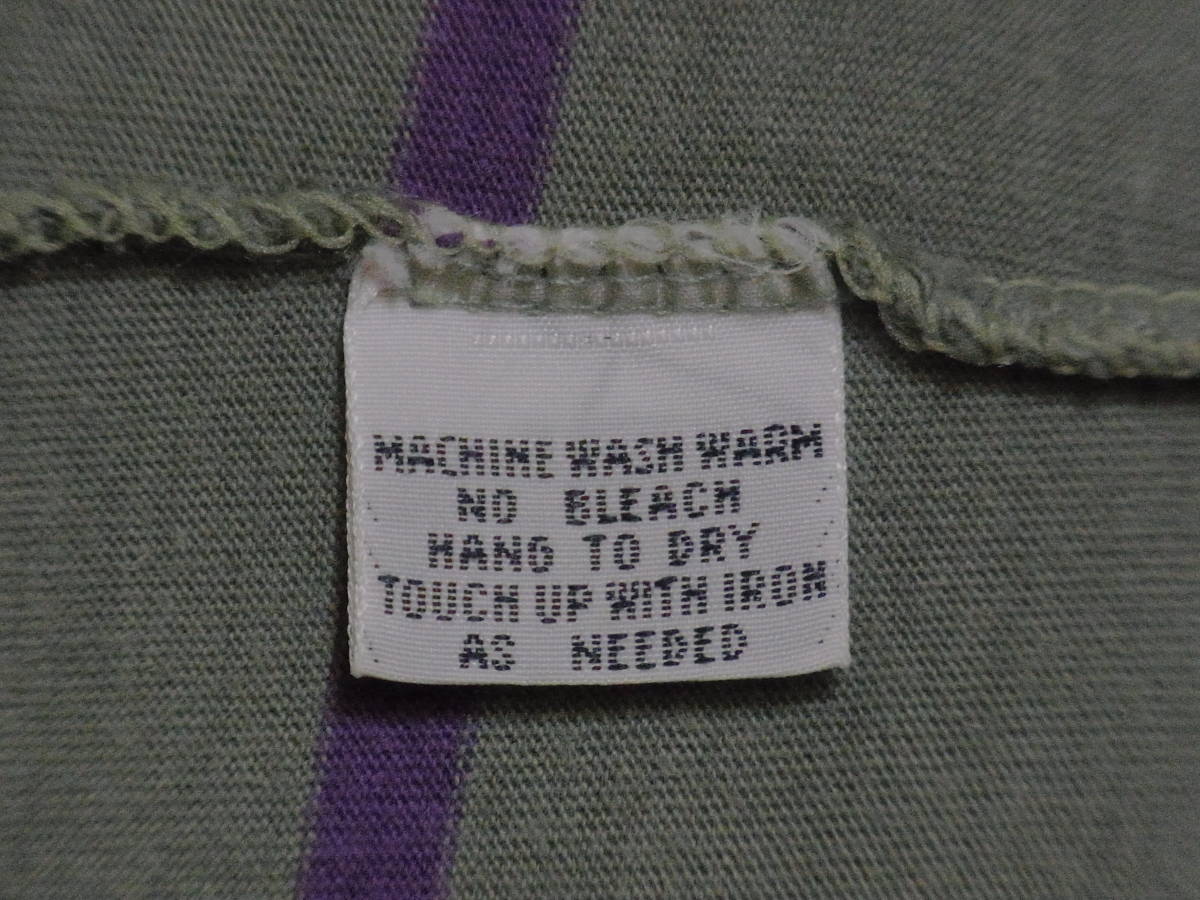 MACHINE WASH WARM
NO BLEACH
HANG TO DRY
TOUCH UP WITH IRON
AS NEEDED